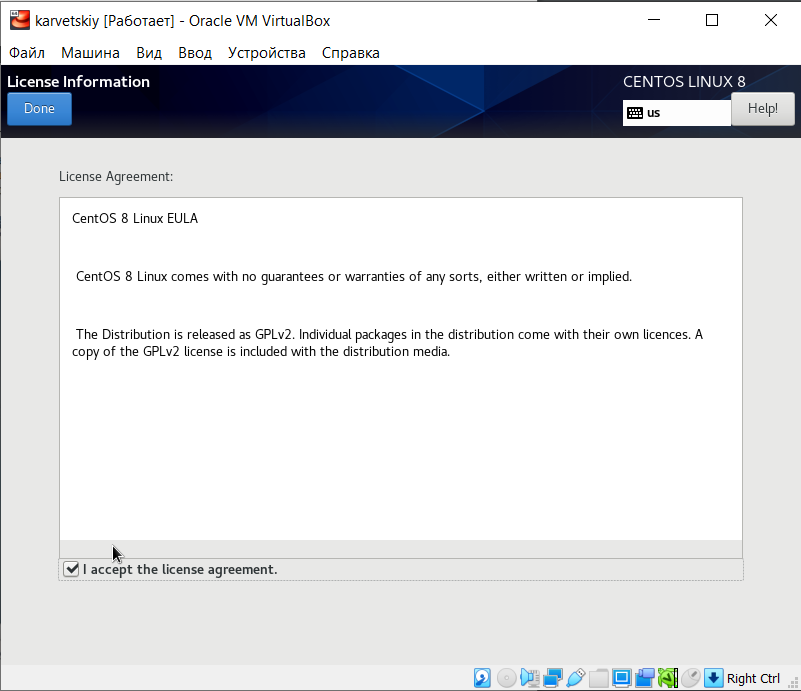 karvetskiy [Работает] - Oracle VM VirtualBox
Файл Машина Вид Ввод Устройства Справка
License Information
CENTOS LINUX 8
Done
us
Help!
License Agreement:
CentOS 8 Linux EULA
CentOS 8 Linux comes with no guarantees or warranties of any sorts, either written or implied.
The Distribution is released as GPLv2. Individual packages in the distribution come with their own licences. A
copy of the GPLv2 license is included with the distribution media.
I accept the license agreement.
Right Ctrl